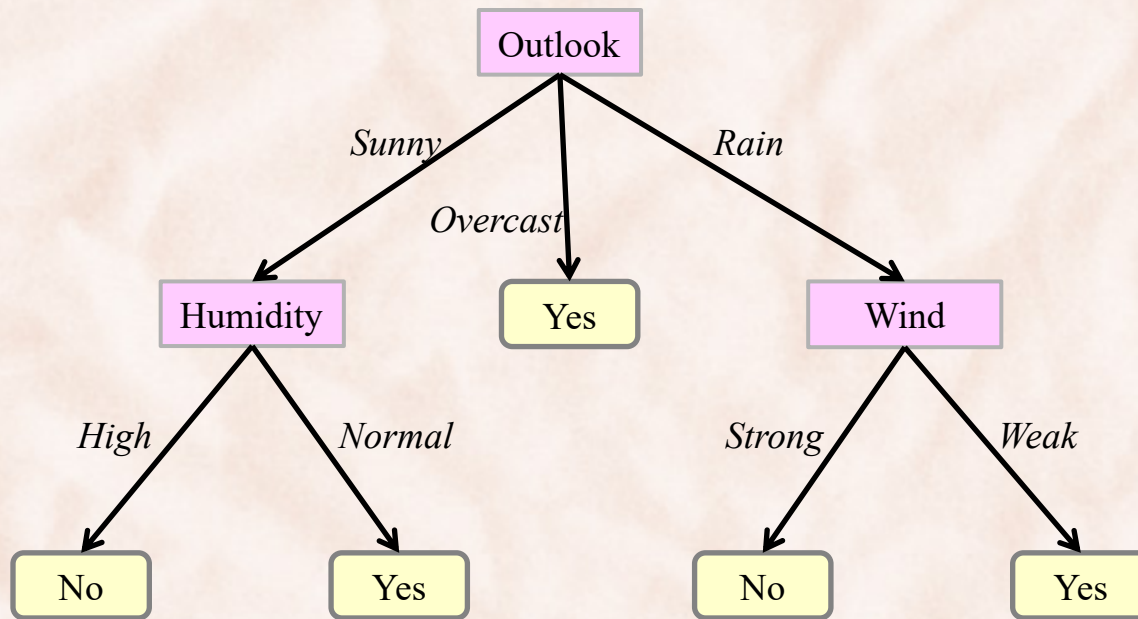 Outlook
Sunny
Rain
Overcast
Humidity
Yes
Wind
High
Normal
Strong
Weak
No
Yes
No
Yes